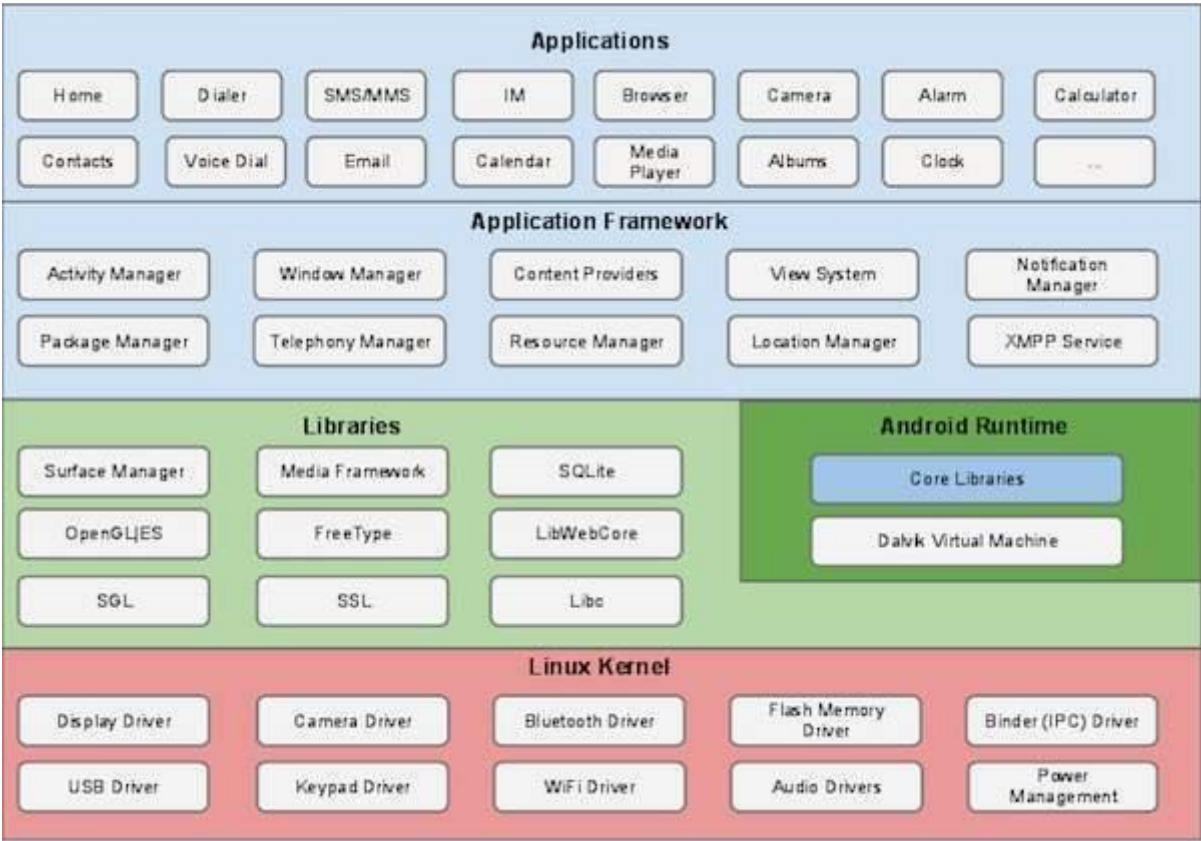 Applications
Home
Dialer
SMS/MMS
IM
Browser
Camera
Alarm
Calculator
Contacts
Voice Dial
Email
Calendar
Media
Player
Albums
Clock
...
Application Framework
Activity Manager
Window Manager
Content Providers
View System
Notification
Manager
Package Manager
Telephony Manager
Resource Manager
Location Manager
XMPP Service
Libraries
Surface Manager
Media Framework
SQLite
OpenGL|ES
FreeType
LibWebCore
SGL
SSL
Libc
Android Runtime
Core Libraries
Dalvik Virtual Machine
Linux Kernel
Display Driver
Camera Driver
Bluetooth Driver
Flash Memory
Driver
Binder (IPC) Driver
USB Driver
Keypad Driver
WiFi Driver
Audio Drivers
Power
Management